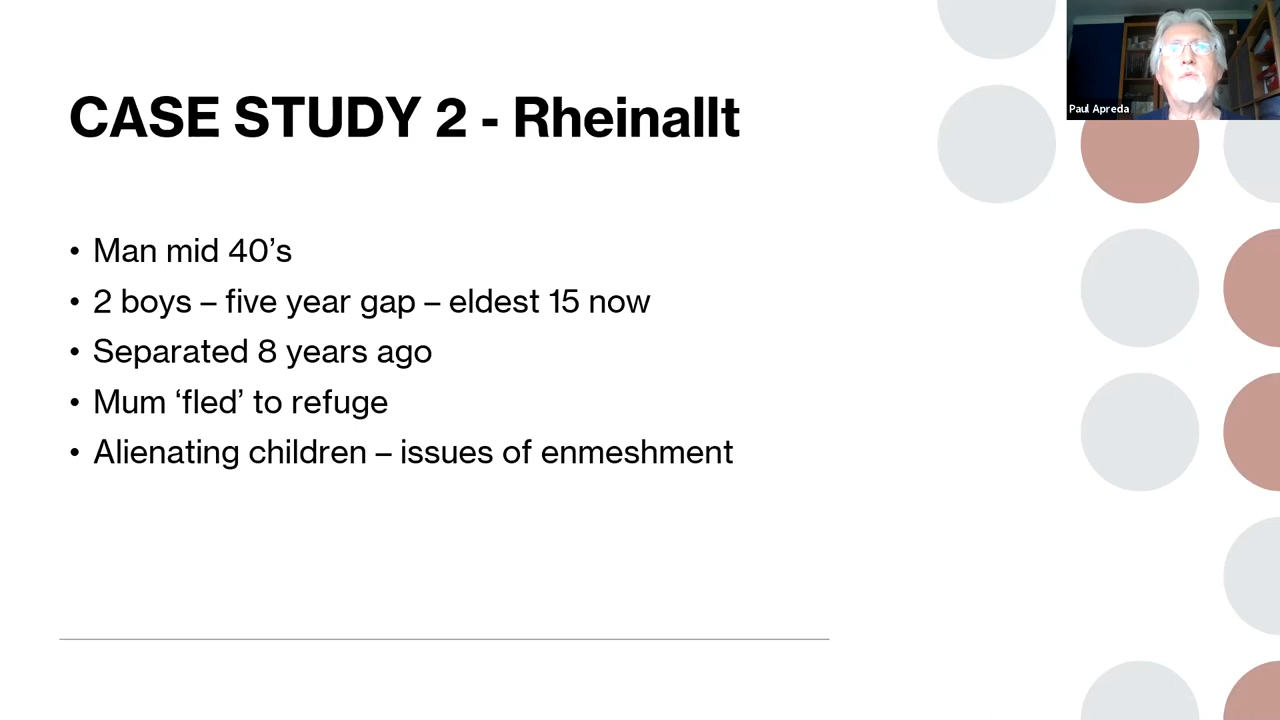 CASE STUDY 2 - Rheinallt
• Man mid 40’s
• 2 boys – five year gap – eldest 15 now
• Separated 8 years ago
• Mum ‘fled’ to refuge
• Alienating children – issues of enmeshment
Paul Apreda